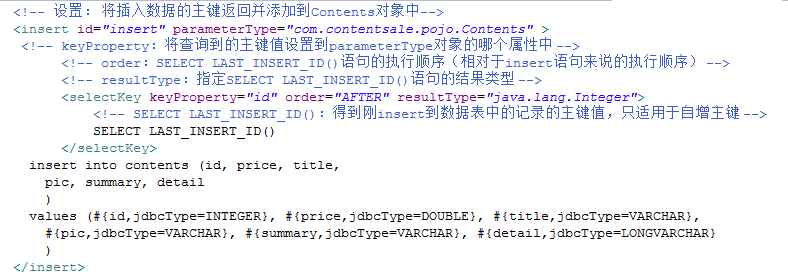 <!-- 设置: 将插入数据的主键返回并添加到Contents对象中-->
<insert id="insert" parameterType="com.contentsale.pojo.Contents" >
<!-- keyProperty: 将查询到的主键值设置到parameterType对象的哪个属性中 -->
<!-- order: SELECT LAST_INSERT_ID()语句的执行顺序（相对于insert语句来说的执行顺序）-->
<!-- resultType: 指定SELECT LAST_INSERT_ID()语句的结果类型 -->
<selectKey keyProperty="id" order="AFTER" resultType="java.lang.Integer">
<!-- SELECT LAST_INSERT_ID(): 得到刚insert到数据表中的记录的主键值，只适用于自增主键 -->
SELECT LAST_INSERT_ID()
</selectKey>
insert into contents (id, price, title,
pic, summary, detail
)
values (#{id,jdbcType=INTEGER}, #{price,jdbcType=DOUBLE}, #{title,jdbcType=VARCHAR},
#{pic,jdbcType=VARCHAR}, #{summary,jdbcType=VARCHAR}, #{detail,jdbcType=LONGVARCHAR}
)
</insert>